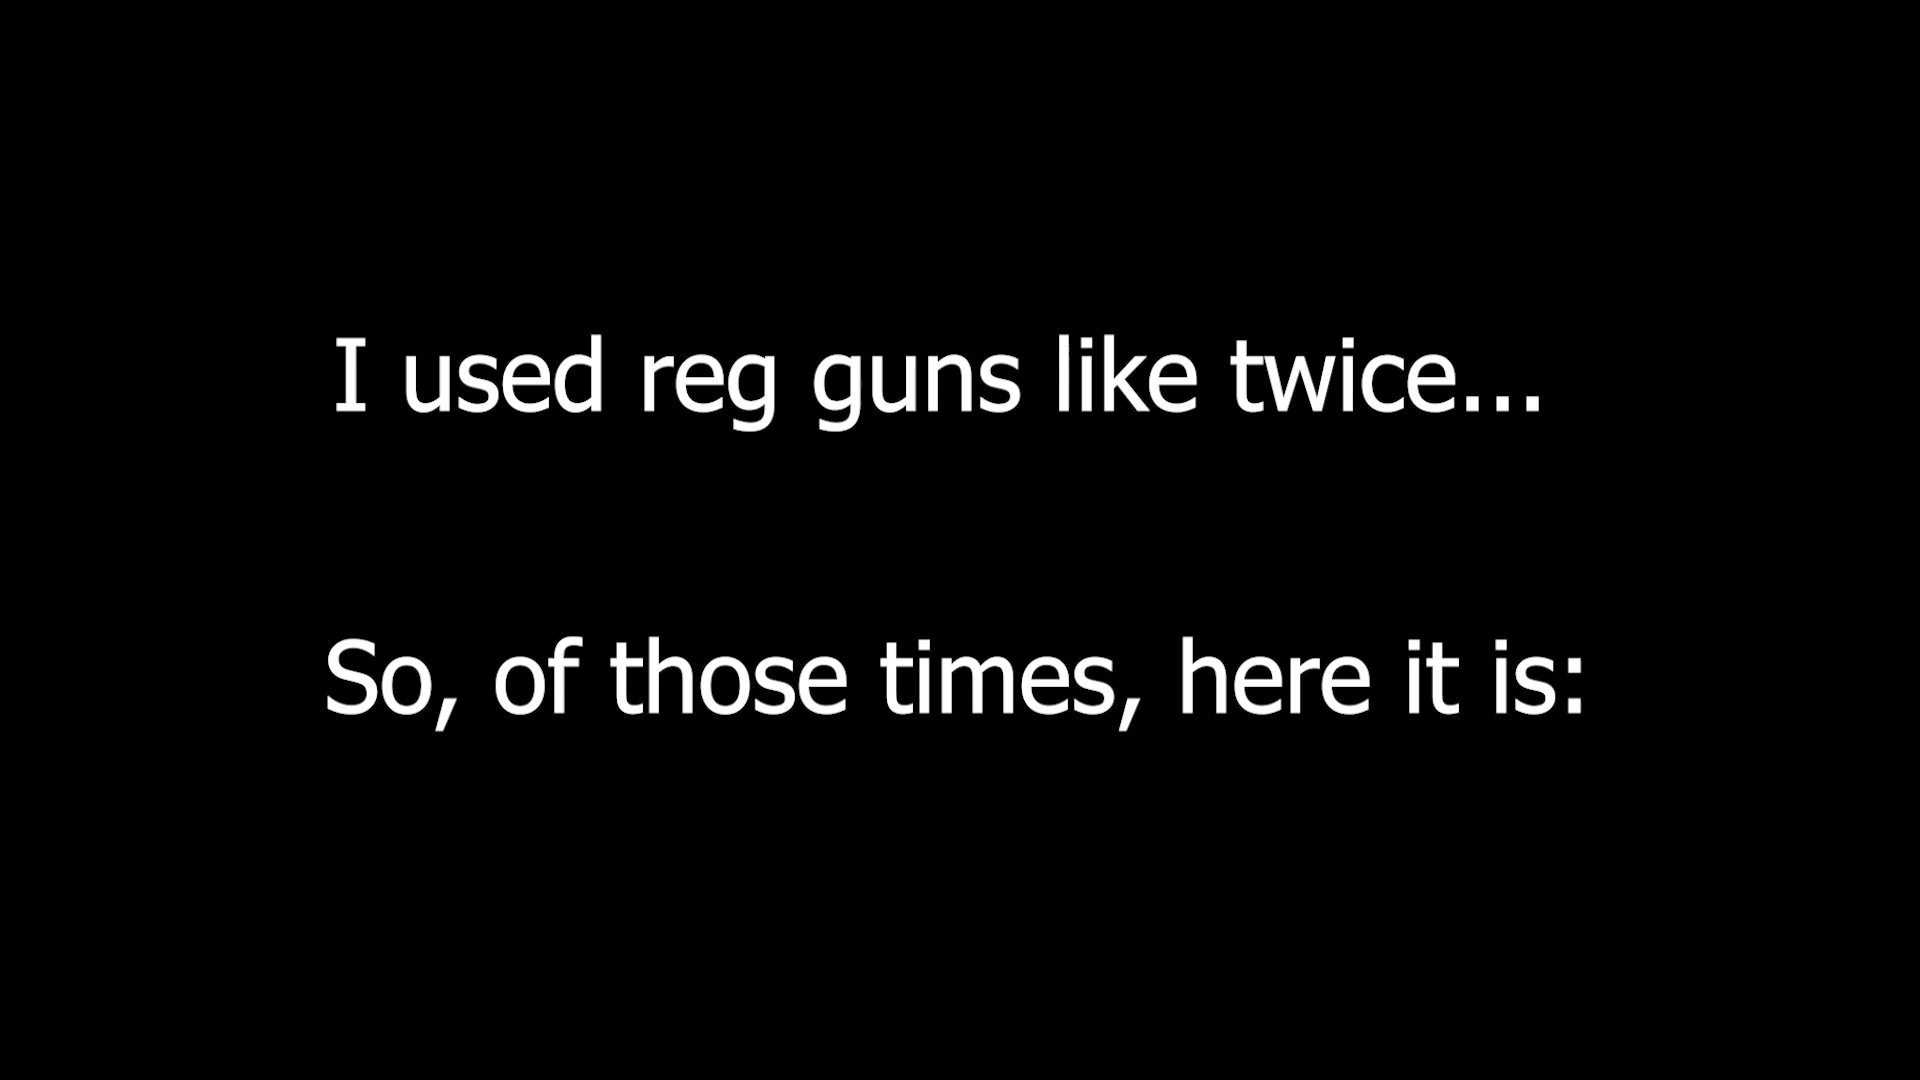 I used reg guns like twice...
So, of those times, here it is: